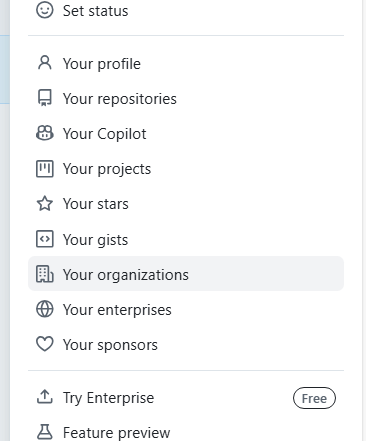 Set status
Your profile
Your repositories
Your Copilot
Your projects
Your stars
Your gists
Your organizations
Your enterprises
Your sponsors
Try Enterprise Free
Feature preview